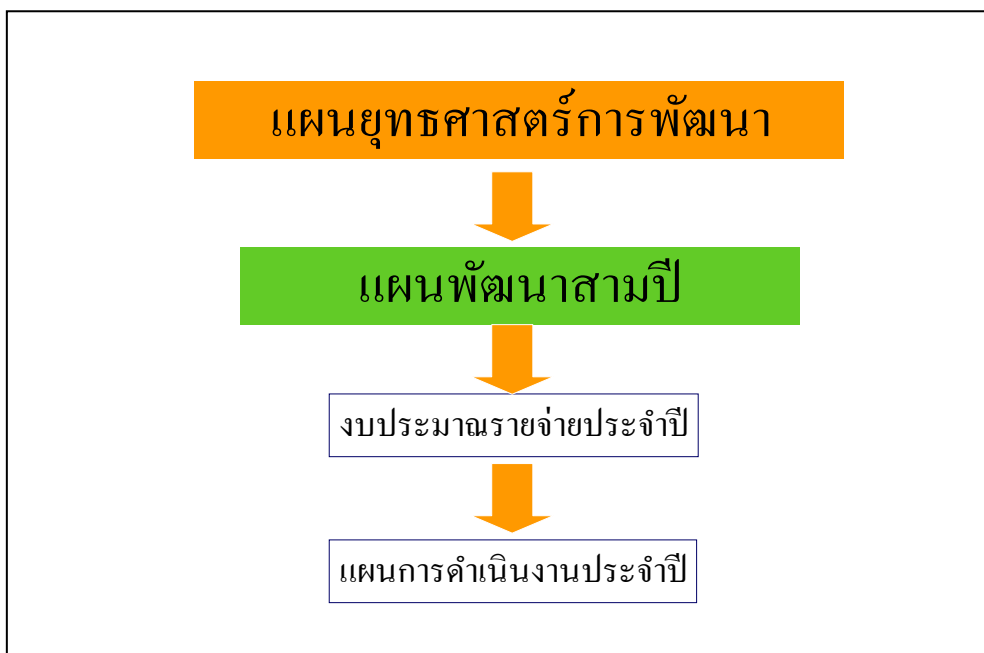 แผนยุทธศาสตร์การพัฒนา
แผนพัฒนาสามปี
งบประมาณรายจ่ายประจำปี
แผนการดำเนินงานประจำปี